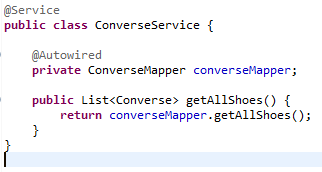 @Service
public class ConverseService {
@Autowired
private ConverseMapper converseMapper;
public List<Converse> getAllShoes() {
return converseMapper.getAllShoes();
}
}